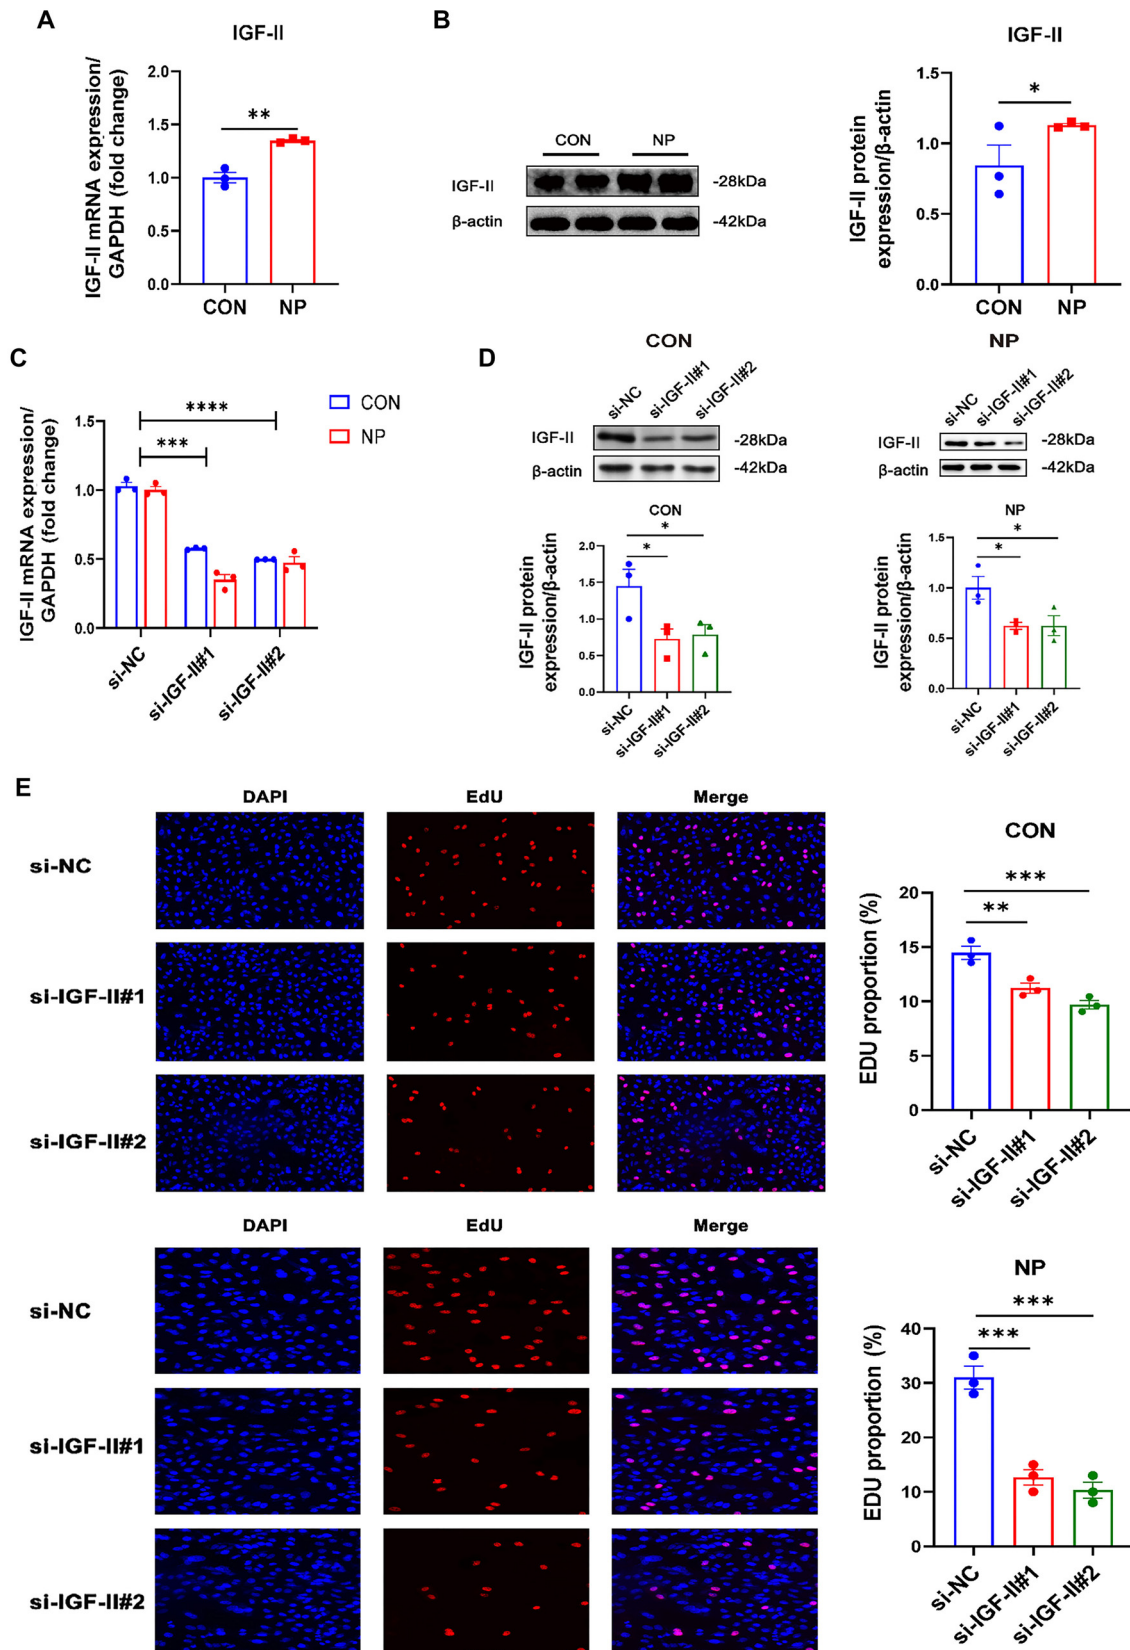 A
IGF-II
IGF-II mRNA expression/
GAPDH (fold change)
2.0
1.5
1.0
0.5
0.0
**
CON NP
B
CON NP
IGF-II
-28kDa
β-actin
-42kDa
IGF-II
IGF-II protein
expression/β-actin
1.5
1.0
0.5
0.0
*
CON NP
C
IGF-II mRNA expression/
GAPDH (fold change)
1.5
1.0
0.5
0.0
****
***
CON
NP
si-NC
si-IGF-II#1
si-IGF-II#2
D
CON
si-NC
si-IGF-II#1
si-IGF-II#2
IGF-II
-28kDa
β-actin
-42kDa
CON
IGF-II protein
expression/β-actin
2.0
1.5
1.0
0.5
0.0
*
*
si-NC
si-IGF-II#1
si-IGF-II#2
NP
si-NC
si-IGF-II#1
si-IGF-II#2
IGF-II
-28kDa
β-actin
-42kDa
NP
IGF-II protein
expression/β-actin
1.5
1.0
0.5
0.0
*
*
si-NC
si-IGF-II#1
si-IGF-II#2
E
DAPI EdU Merge
si-NC
si-IGF-II#1
si-IGF-II#2
CON
EDU proportion (%)
20
15
10
5
0
***
**
si-NC
si-IGF-II#1
si-IGF-II#2
DAPI EdU Merge
si-NC
si-IGF-II#1
si-IGF-II#2
NP
EDU proportion (%)
40
30
20
10
0
***
***
si-NC
si-IGF-II#1
si-IGF-II#2